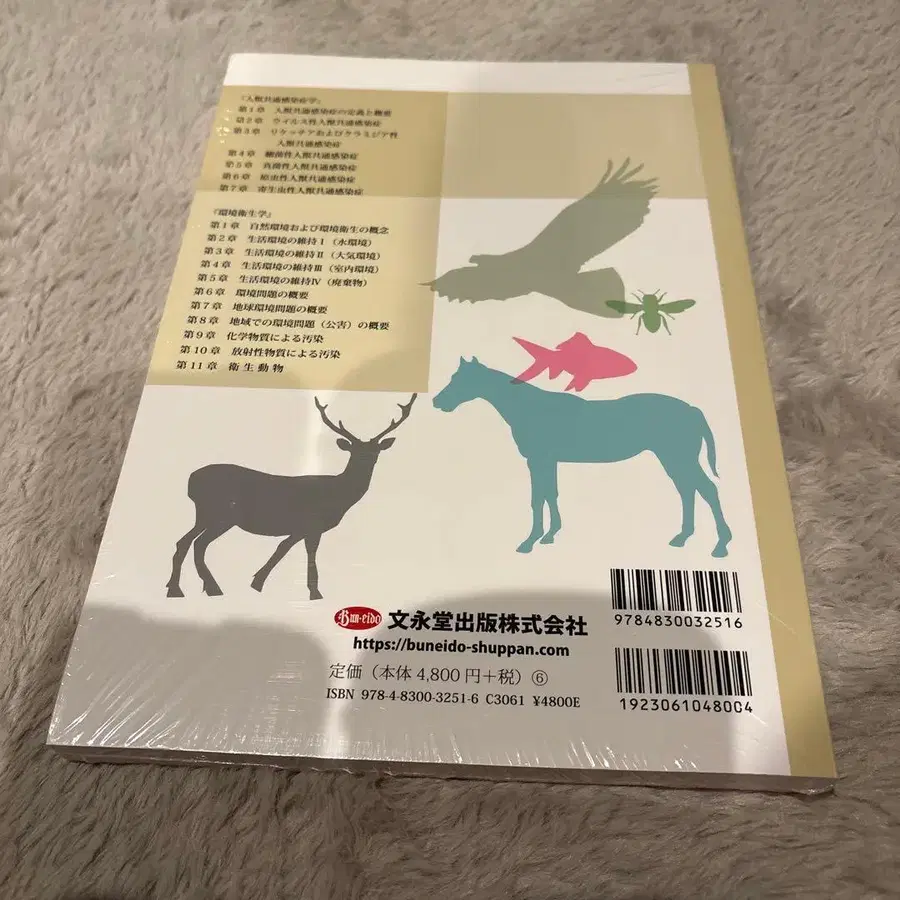 『人獣共通感染症学』
第1章 人獣共通感染症の定義と概要
第2章 ウイルス性人獣共通感染症
第3章 リケッチアおよびクラミジア性
人獣共通感染症
第4章 細菌性人獣共通感染症
第5章 真菌性人獣共通感染症
第6章 原虫性人獣共通感染症
第7章 寄生虫性人獣共通感染症
『環境衛生学』
第1章 自然環境および環境衛生の概念
第2章 生活環境の維持Ⅰ（水環境）
第3章 生活環境の維持Ⅱ（大気環境）
第4章 生活環境の維持Ⅲ（室内環境）
第5章 生活環境の維持Ⅳ（廃棄物）
第6章 環境問題の概要
第7章 地球環境問題の概要
第8章 地域での環境問題（公害）の概要
第9章 化学物質による汚染
第10章 放射性物質による汚染
第11章 衛生動物
9784830032516
Bun-eido 文永堂出版株式会社
https://buneido-shuppan.com
定価（本体4,800円＋税）⑥
ISBN 978-4-8300-3251-6 C3061 ¥4800E
1923061048004